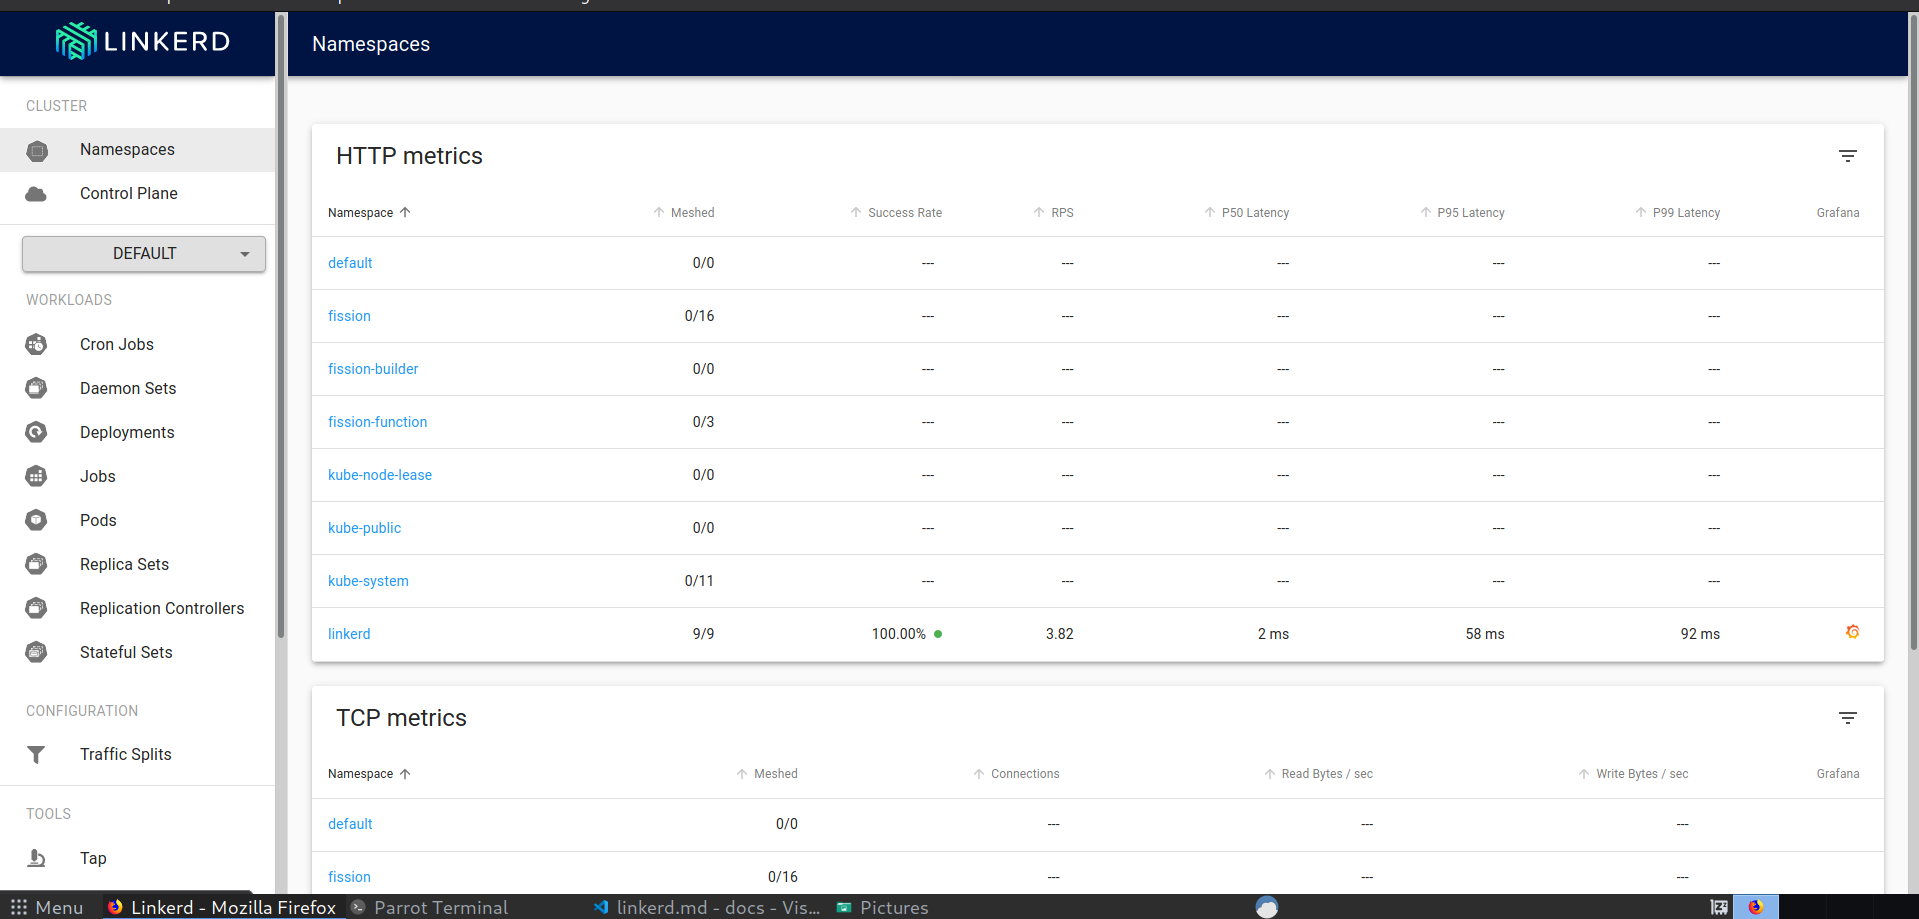 LINKERD
Namespaces
CLUSTER
Namespaces
Control Plane
DEFAULT
WORKLOADS
Cron Jobs
Daemon Sets
Deployments
Jobs
Pods
Replica Sets
Replication Controllers
Stateful Sets
CONFIGURATION
Traffic Splits
TOOLS
Tap
HTTP metrics
Namespace Meshed Success Rate RPS P50 Latency P95 Latency P99 Latency Grafana
default 0/0 --- --- --- --- ---
fission 0/16 --- --- --- --- ---
fission-builder 0/0 --- --- --- --- ---
fission-function 0/3 --- --- --- --- ---
kube-node-lease 0/0 --- --- --- --- ---
kube-public 0/0 --- --- --- --- ---
kube-system 0/11 --- --- --- --- ---
linkerd 9/9 100.00% 3.82 2 ms 58 ms 92 ms
TCP metrics
Namespace Meshed Connections Read Bytes / sec Write Bytes / sec Grafana
default 0/0 --- --- ---
fission 0/16 --- --- ---
Menu Linkerd - Mozilla Firefox Parrot Terminal linkerd.md - docs - Vis... Pictures